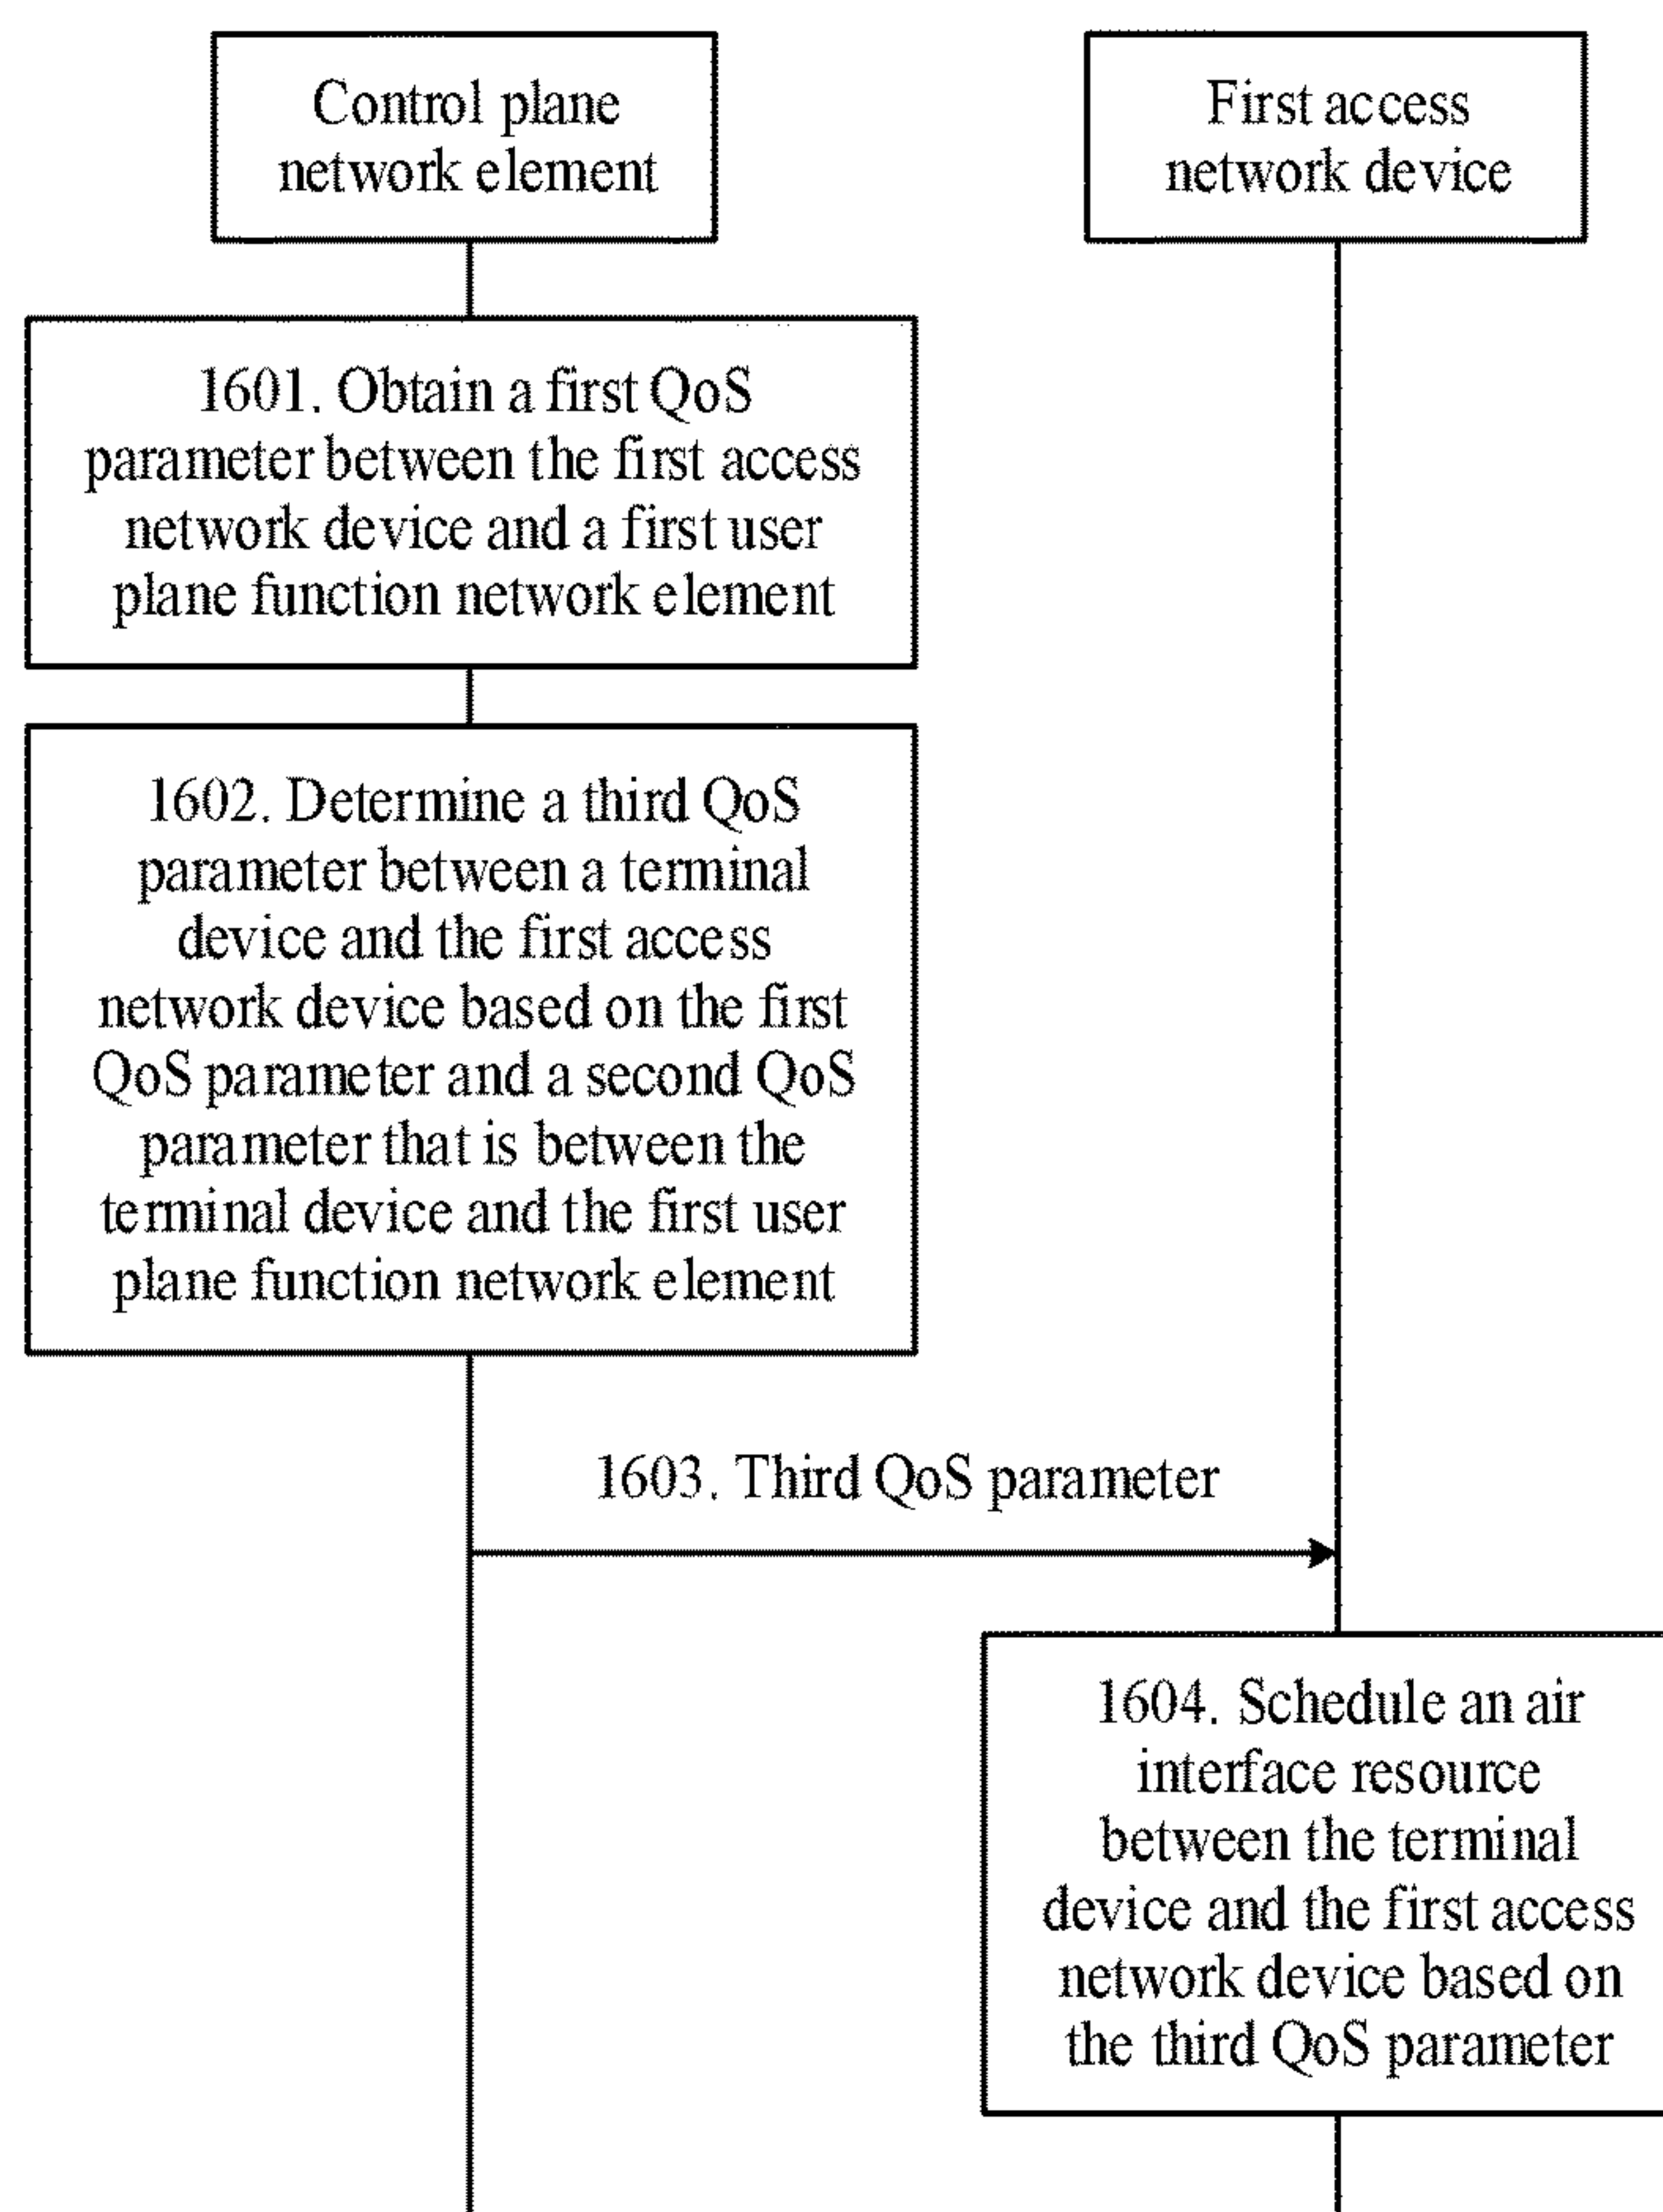 Control plane
network element
First access
network device
1601. Obtain a first QoS
parameter between the first access
network device and a first user
plane function network element
1602. Determine a third QoS
parameter between a terminal
device and the first access
network device based on the first
QoS parameter and a second QoS
parameter that is between the
terminal device and the first user
plane function network element
1603. Third QoS parameter
1604. Schedule an air
interface resource
between the terminal
device and the first access
network device based on
the third QoS parameter